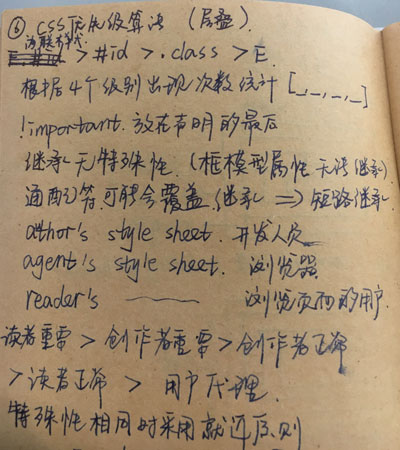 ⑥. CSS优先级算法 (层叠).
内联样式
> #id > .class > E.
根据4个级别出现次数统计 [_,_,_,_]
!important. 放在声明的最后
继承无特殊性. (框模型属性无法继承)
通配符. 可能会覆盖.继承 => 短路继承.
author's style sheet. 开发人员
agent's style sheet. 浏览器
reader's 浏览页面的用户.
读者重要 > 创作者重要 > 创作者正常
> 读者正常 > 用户代理.
特殊性相同时采用就近原则